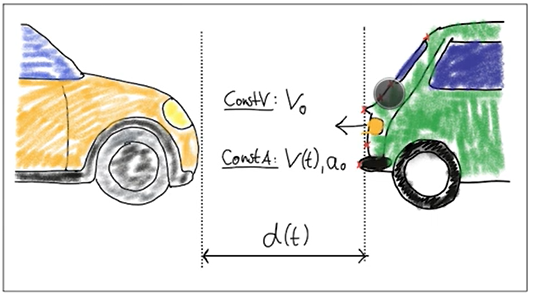 ConstV: V₀
ConstA: V(t), a₀
d(t)